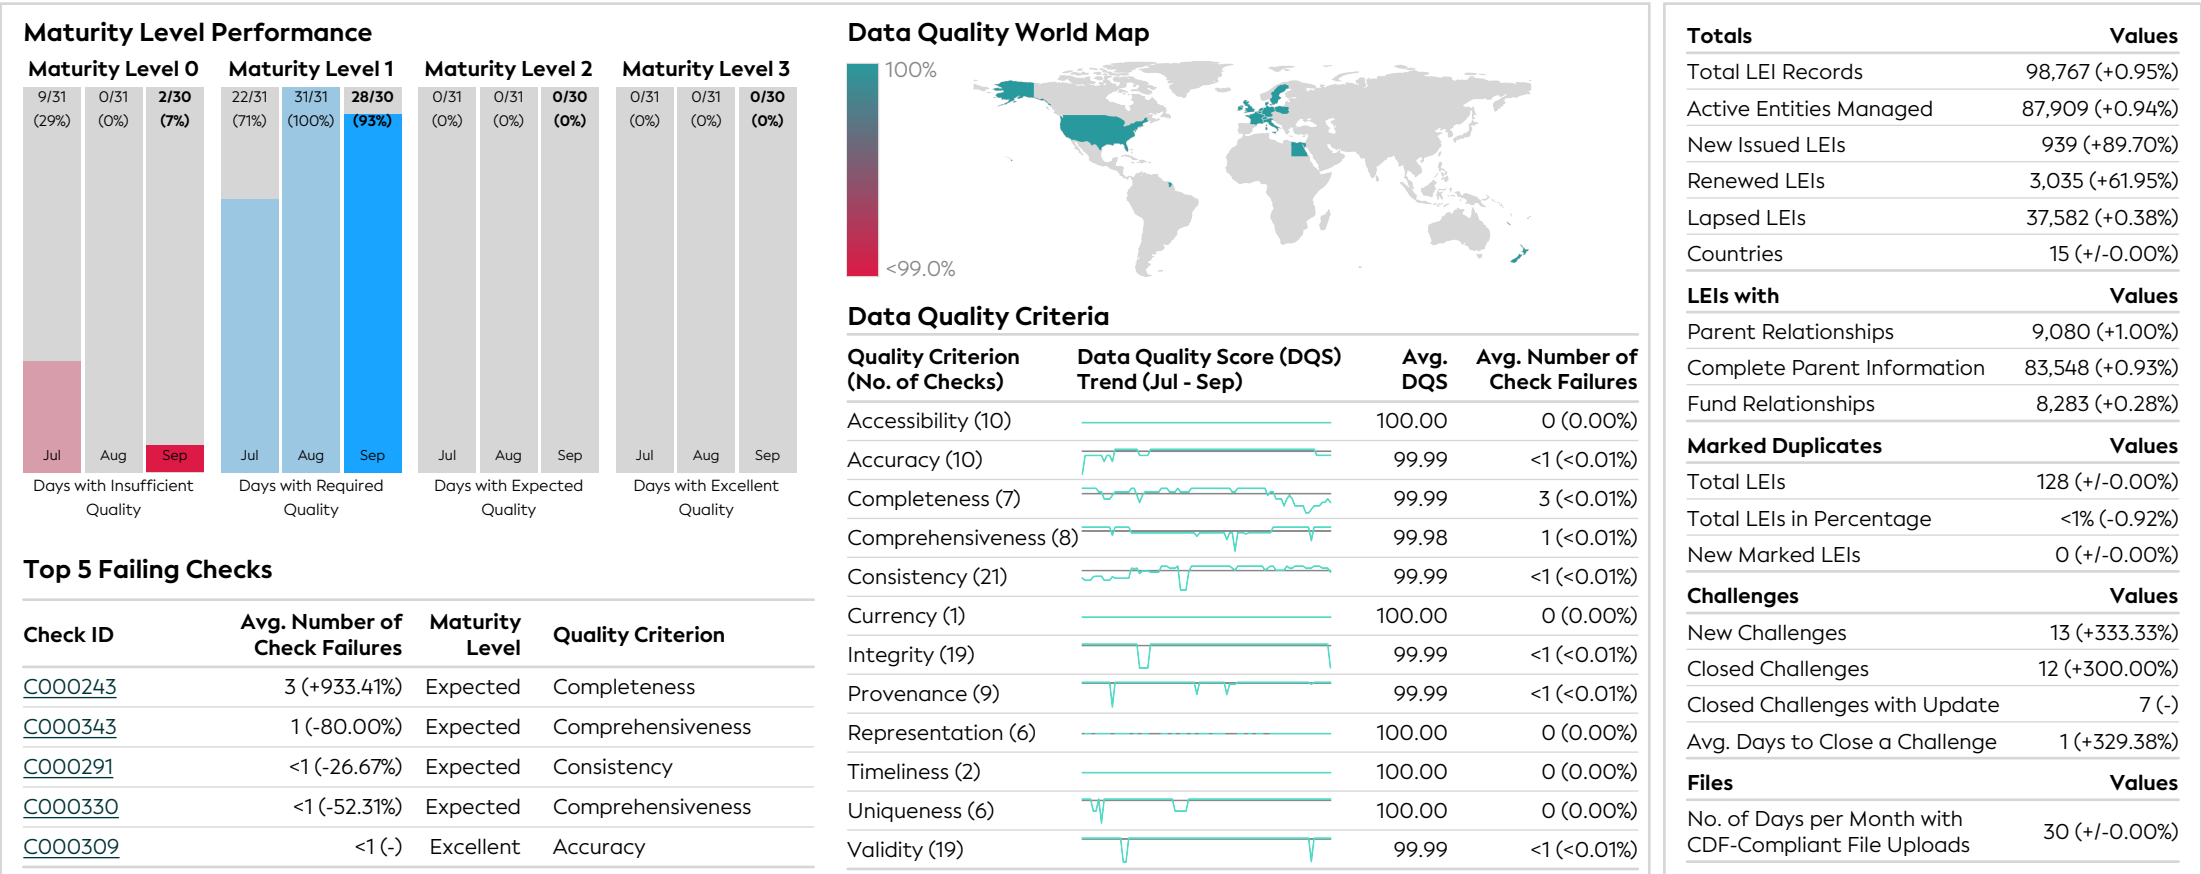 Maturity Level Performance
Maturity Level 0 Maturity Level 1 Maturity Level 2 Maturity Level 3
9/31 0/31 2/30 22/31 31/31 28/30 0/31 0/31 0/30 0/31 0/31 0/30
(29%) (0%) (7%) (71%) (100%) (93%) (0%) (0%) (0%) (0%) (0%) (0%)
Jul Aug Sep Jul Aug Sep Jul Aug Sep Jul Aug Sep
Days with Insufficient Days with Required Days with Expected Days with Excellent
Quality Quality Quality Quality
Top 5 Failing Checks
Avg. Number of Maturity
Check ID Check Failures Level Quality Criterion
C000243 3 (+933.41%) Expected Completeness
C000343 1 (-80.00%) Expected Comprehensiveness
C000291 <1 (-26.67%) Expected Consistency
C000330 <1 (-52.31%) Expected Comprehensiveness
C000309 <1 (-) Excellent Accuracy
Data Quality World Map
100%
<99.0%
Data Quality Criteria
Quality Criterion Data Quality Score (DQS) Avg. Avg. Number of
(No. of Checks) Trend (Jul - Sep) DQS Check Failures
Accessibility (10) 100.00 0 (0.00%)
Accuracy (10) 99.99 <1 (<0.01%)
Completeness (7) 99.99 3 (<0.01%)
Comprehensiveness (8) 99.98 1 (<0.01%)
Consistency (21) 99.99 <1 (<0.01%)
Currency (1) 100.00 0 (0.00%)
Integrity (19) 99.99 <1 (<0.01%)
Provenance (9) 99.99 <1 (<0.01%)
Representation (6) 100.00 0 (0.00%)
Timeliness (2) 100.00 0 (0.00%)
Uniqueness (6) 100.00 0 (0.00%)
Validity (19) 99.99 <1 (<0.01%)
Totals Values
Total LEI Records 98,767 (+0.95%)
Active Entities Managed 87,909 (+0.94%)
New Issued LEIs 939 (+89.70%)
Renewed LEIs 3,035 (+61.95%)
Lapsed LEIs 37,582 (+0.38%)
Countries 15 (+/-0.00%)
LEIs with Values
Parent Relationships 9,080 (+1.00%)
Complete Parent Information 83,548 (+0.93%)
Fund Relationships 8,283 (+0.28%)
Marked Duplicates Values
Total LEIs 128 (+/-0.00%)
Total LEIs in Percentage <1% (-0.92%)
New Marked LEIs 0 (+/-0.00%)
Challenges Values
New Challenges 13 (+333.33%)
Closed Challenges 12 (+300.00%)
Closed Challenges with Update 7 (-)
Avg. Days to Close a Challenge 1 (+329.38%)
Files Values
No. of Days per Month with
CDF-Compliant File Uploads 30 (+/-0.00%)